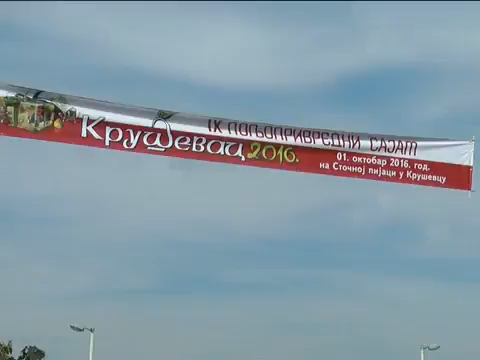 IX ПОЉОПРИВРЕДНИ САЈАМ
Крушевац 2016.
01. октобар 2016. год.
на Сточној пијаци у Крушевцу